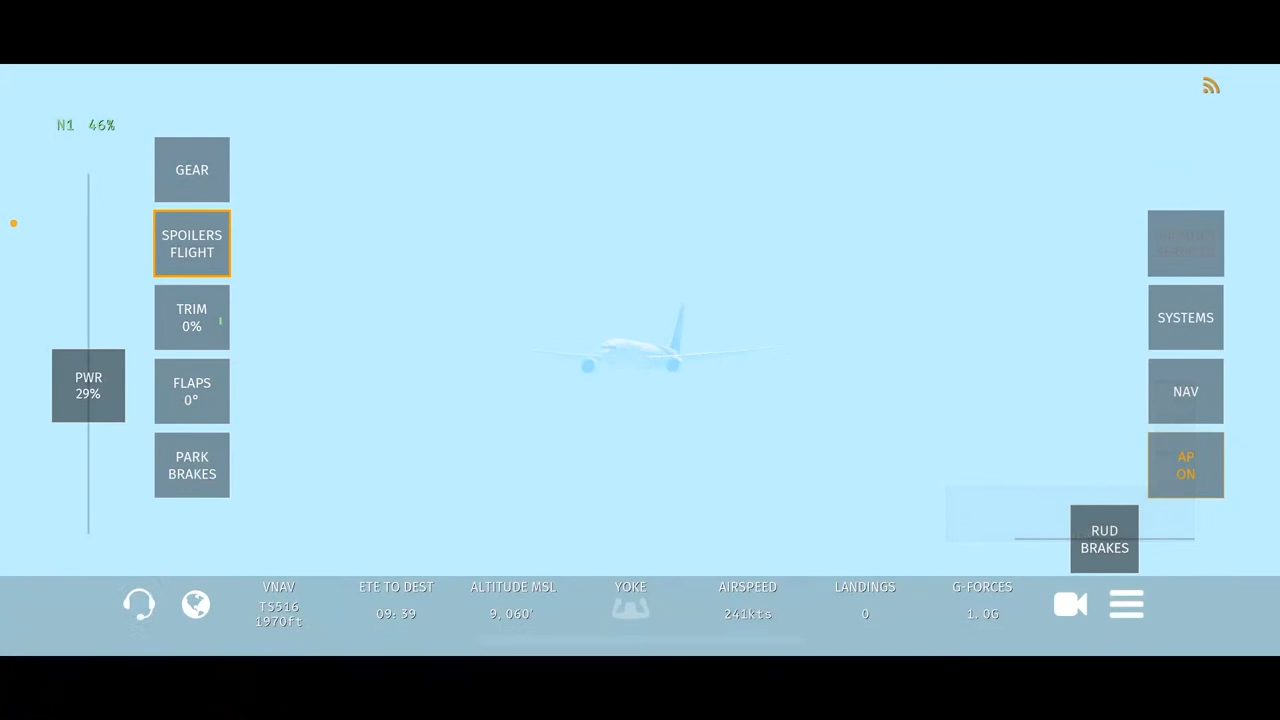 N1 46%
GEAR
SPOILERS
FLIGHT
TRIM
0%
PWR
29%
FLAPS
0°
PARK
BRAKES
SYSTEMS
NAV
AP
ON
RUD
BRAKES
VNAV
TS516
1970ft
ETE TO DEST
09:39
ALTITUDE MSL
9,060'
YOKE
AIRSPEED
241kts
LANDINGS
0
G-FORCES
1.0G